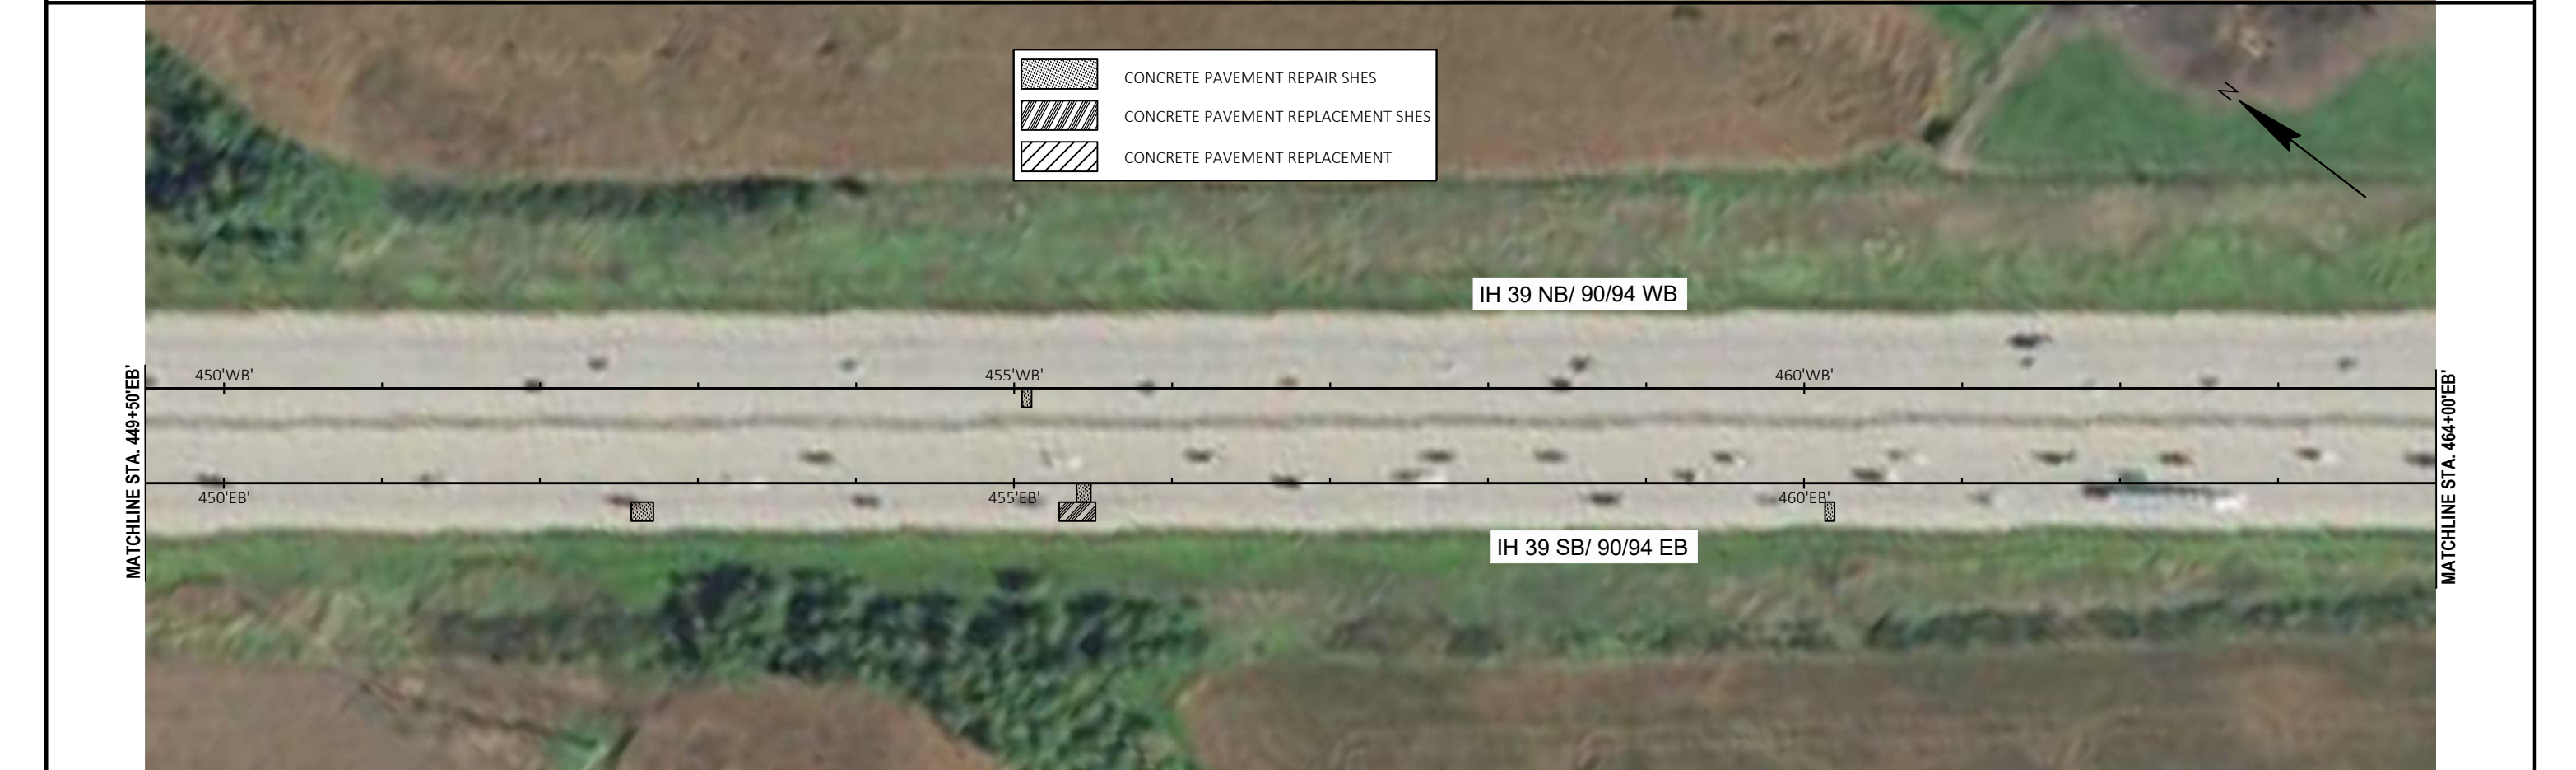 CONCRETE PAVEMENT REPAIR SHES
CONCRETE PAVEMENT REPLACEMENT SHES
CONCRETE PAVEMENT REPLACEMENT
N
IH 39 NB/ 90/94 WB
450'WB'
455'WB'
460'WB'
MATCHLINE STA. 449+50'EB'
MATCHLINE STA. 464+00'EB'
450'EB'
455'EB'
460'EB'
IH 39 SB/ 90/94 EB